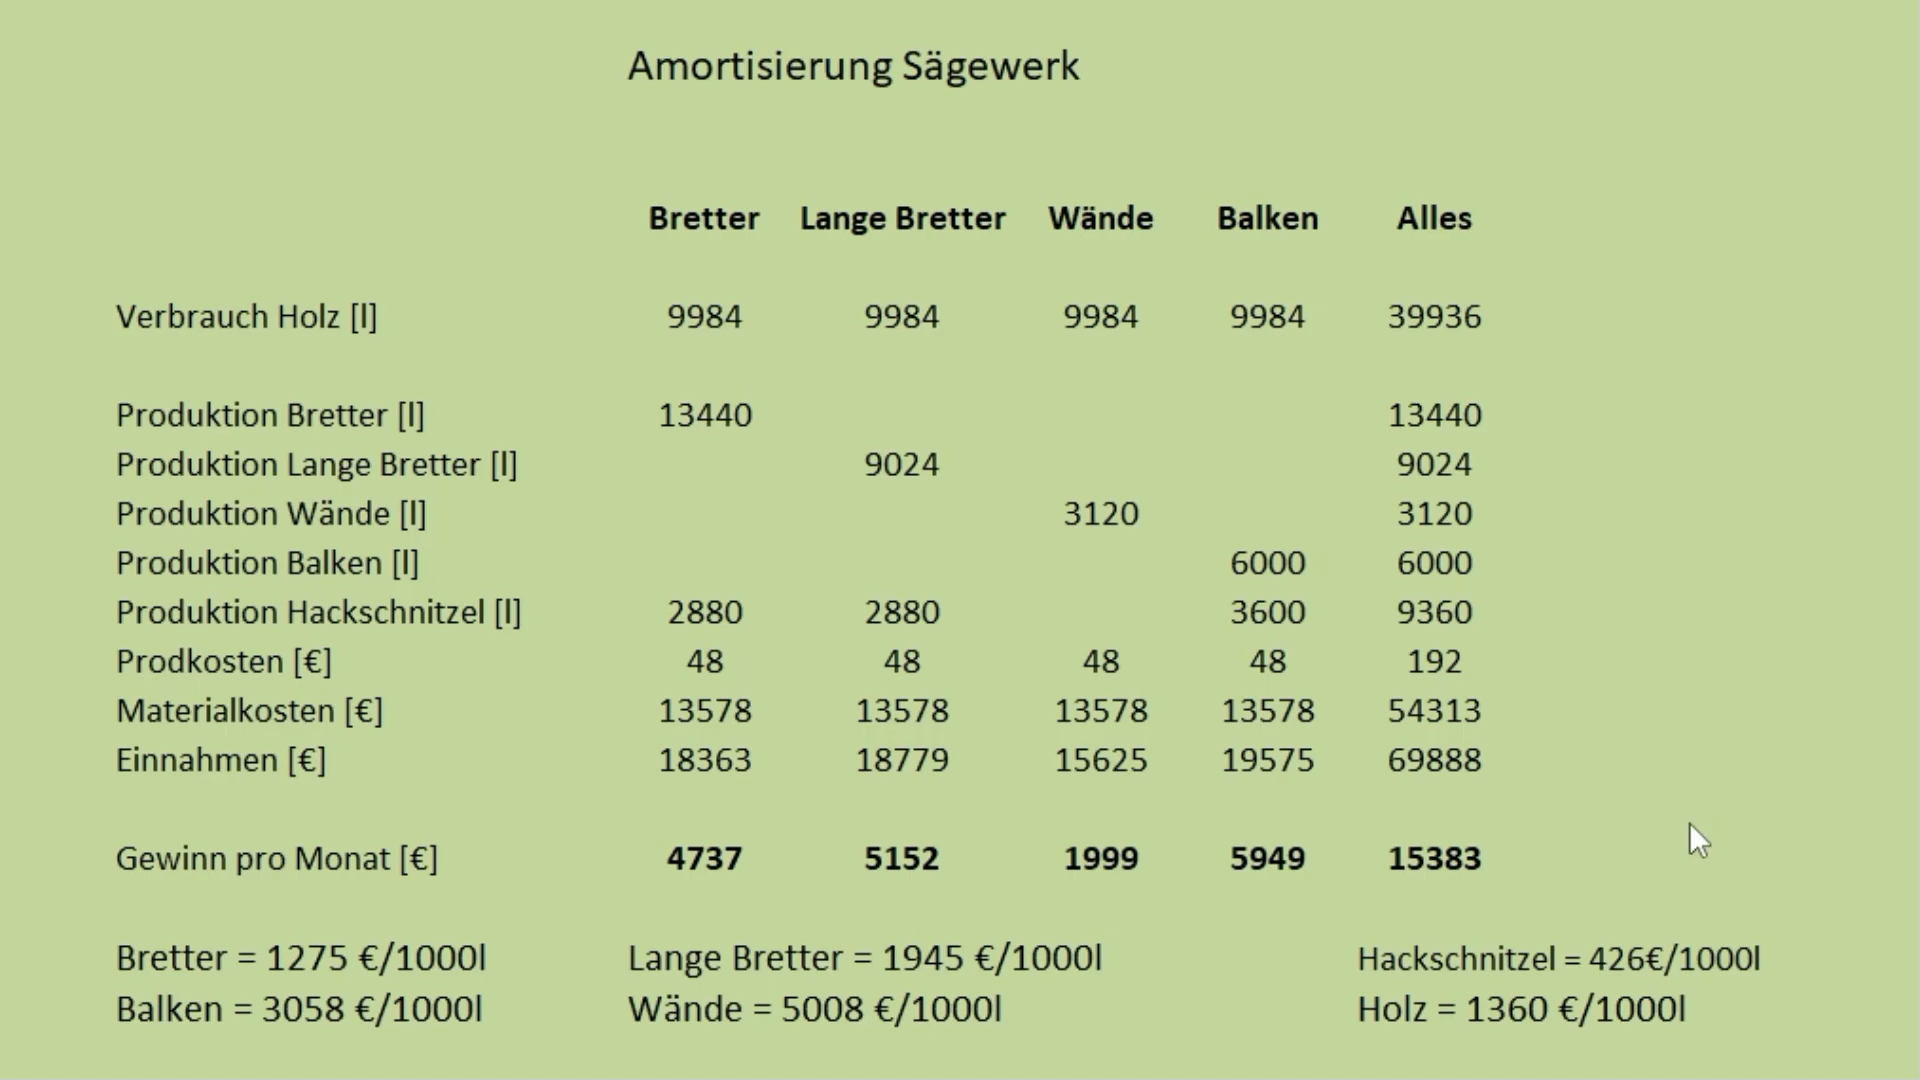 Amortisierung Sägewerk
Bretter Lange Bretter Wände Balken Alles
Verbrauch Holz [l] 9984 9984 9984 9984 39936
Produktion Bretter [l] 13440 13440
Produktion Lange Bretter [l] 9024 9024
Produktion Wände [l] 3120 3120
Produktion Balken [l] 6000 6000
Produktion Hackschnitzel [l] 2880 2880 3600 9360
Prodkosten [€] 48 48 48 48 192
Materialkosten [€] 13578 13578 13578 13578 54313
Einnahmen [€] 18363 18779 15625 19575 69888
Gewinn pro Monat [€] 4737 5152 1999 5949 15383
Bretter = 1275 €/1000l Lange Bretter = 1945 €/1000l Hackschnitzel = 426€/1000l
Balken = 3058 €/1000l Wände = 5008 €/1000l Holz = 1360 €/1000l